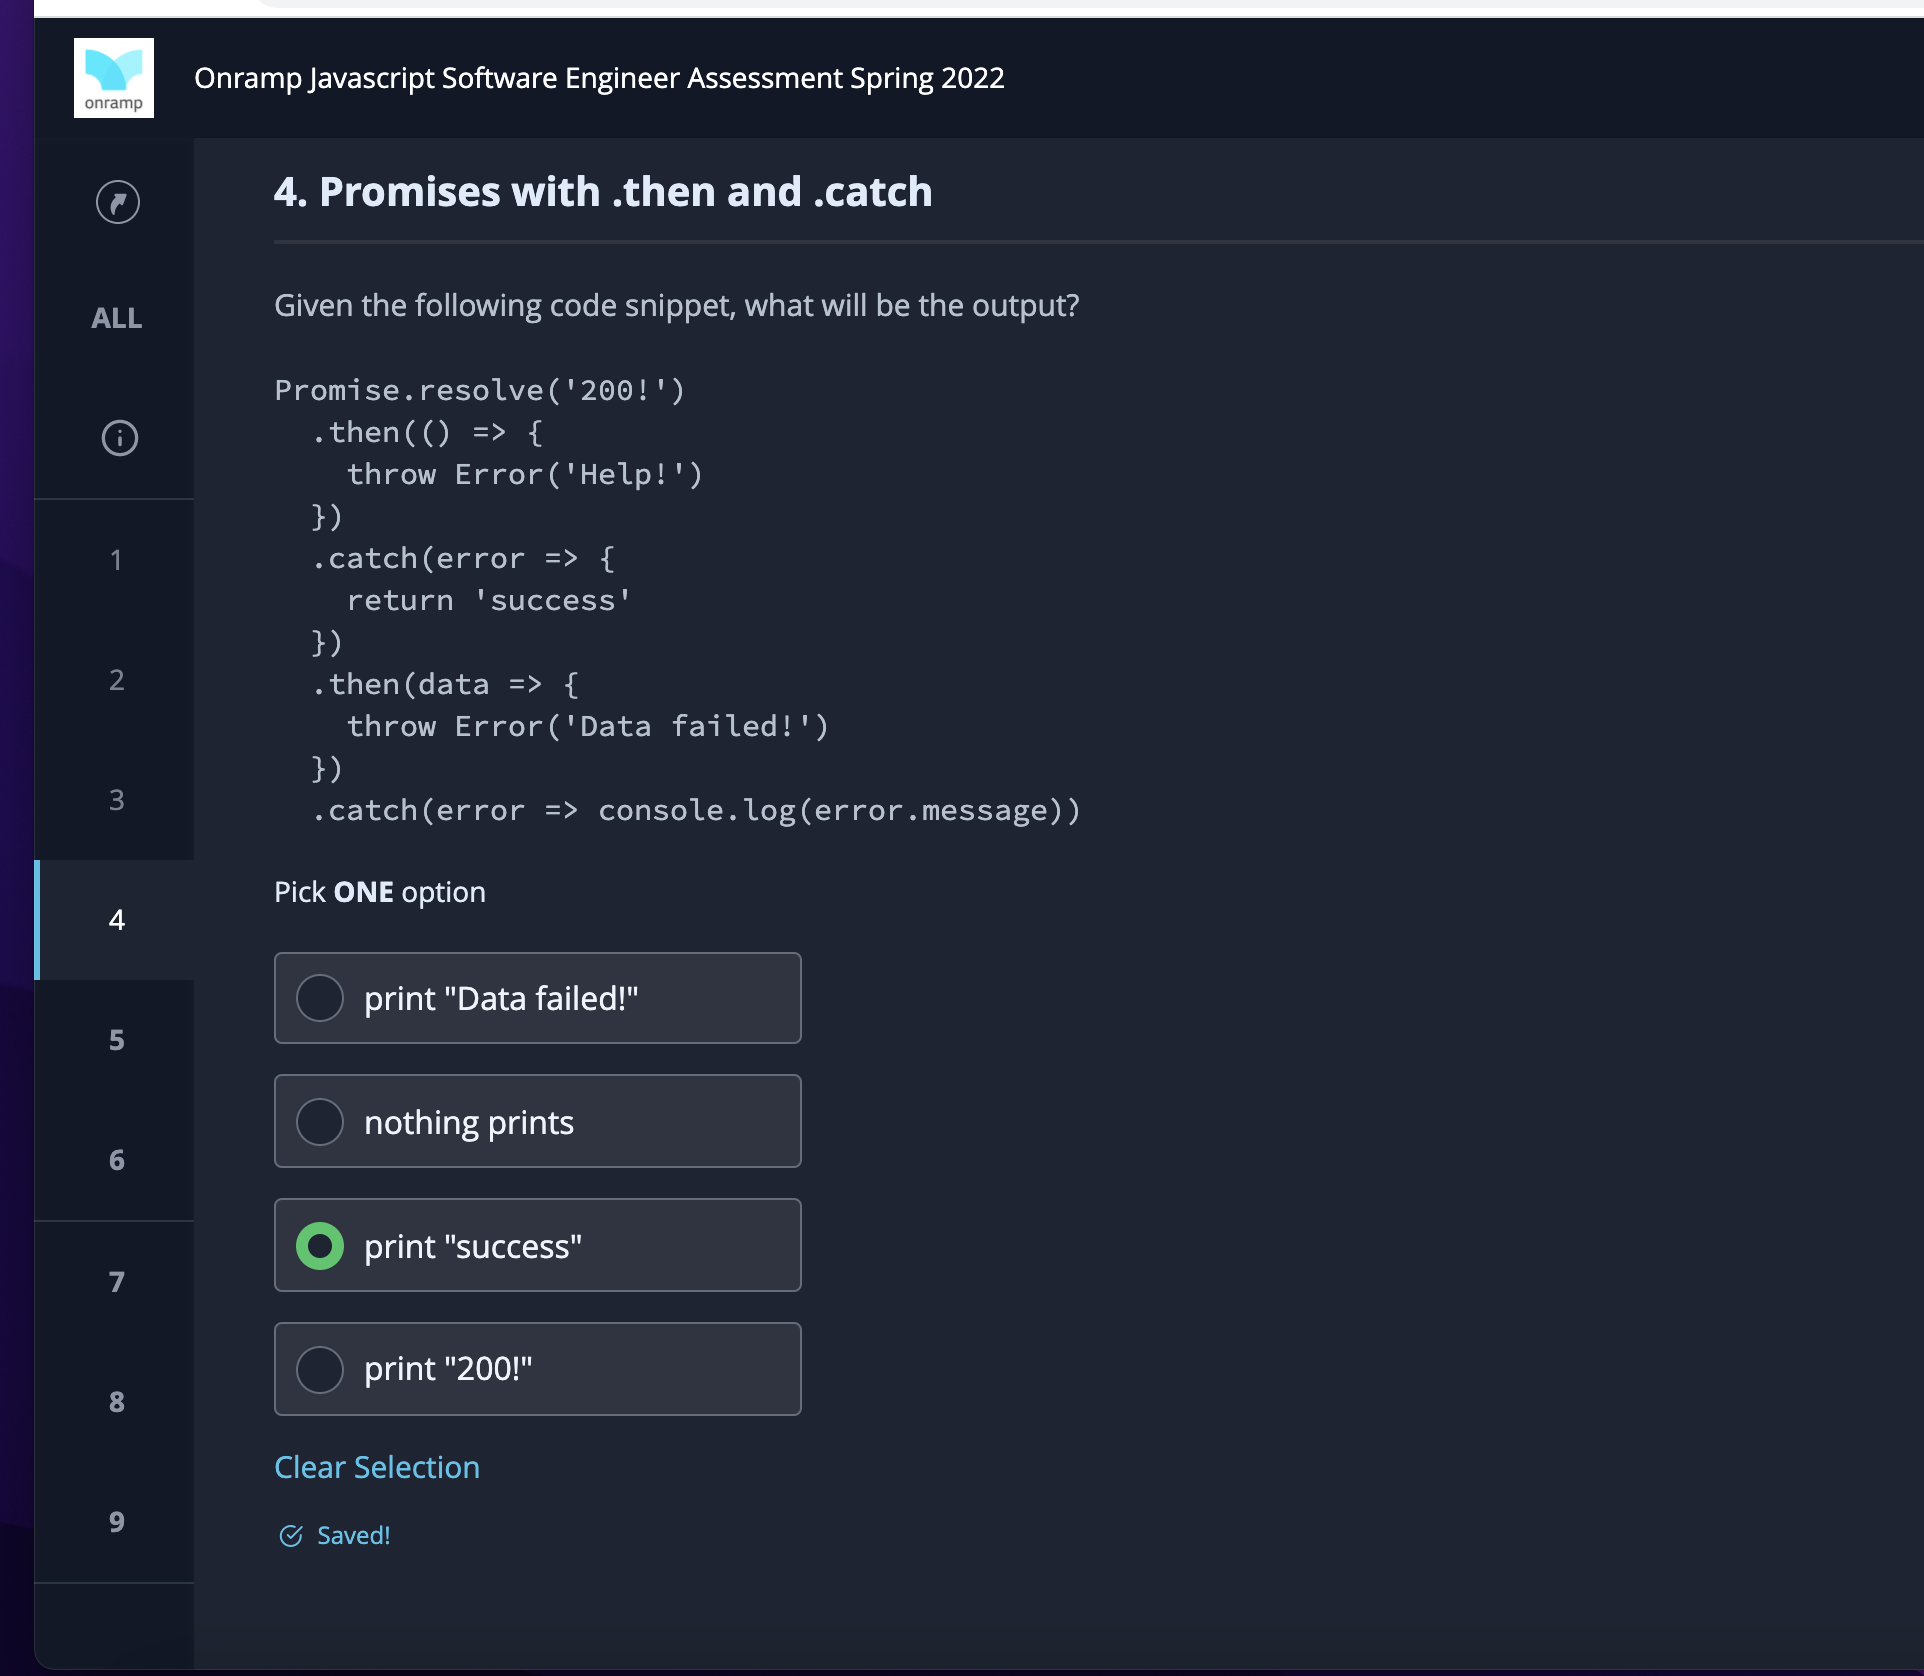 onramp
Onramp Javascript Software Engineer Assessment Spring 2022
ALL
1
2
3
4
5
6
7
8
9
4. Promises with .then and .catch
Given the following code snippet, what will be the output?
Promise.resolve('200!')
  .then(() => {
    throw Error('Help!')
  })
  .catch(error => {
    return 'success'
  })
  .then(data => {
    throw Error('Data failed!')
  })
  .catch(error => console.log(error.message))
Pick ONE option
print "Data failed!"
nothing prints
print "success"
print "200!"
Clear Selection
Saved!